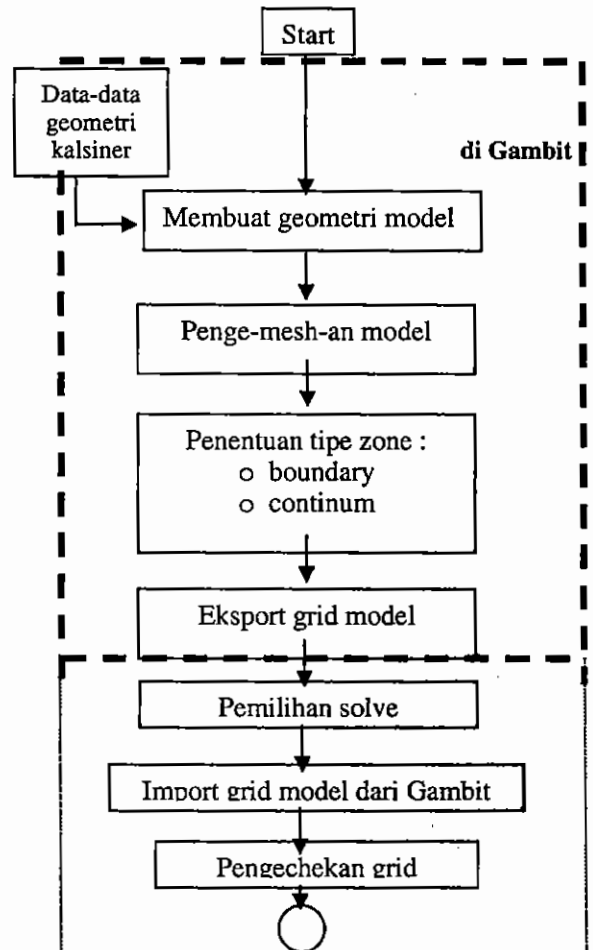 Start
Data-data
geometri
kalsiner
di Gambit
Membuat geometri model
Penge-mesh-an model
Penentuan tipe zone :
o boundary
o continum
Eksport grid model
Pemilihan solve
Import grid model dari Gambit
Pengechekan grid